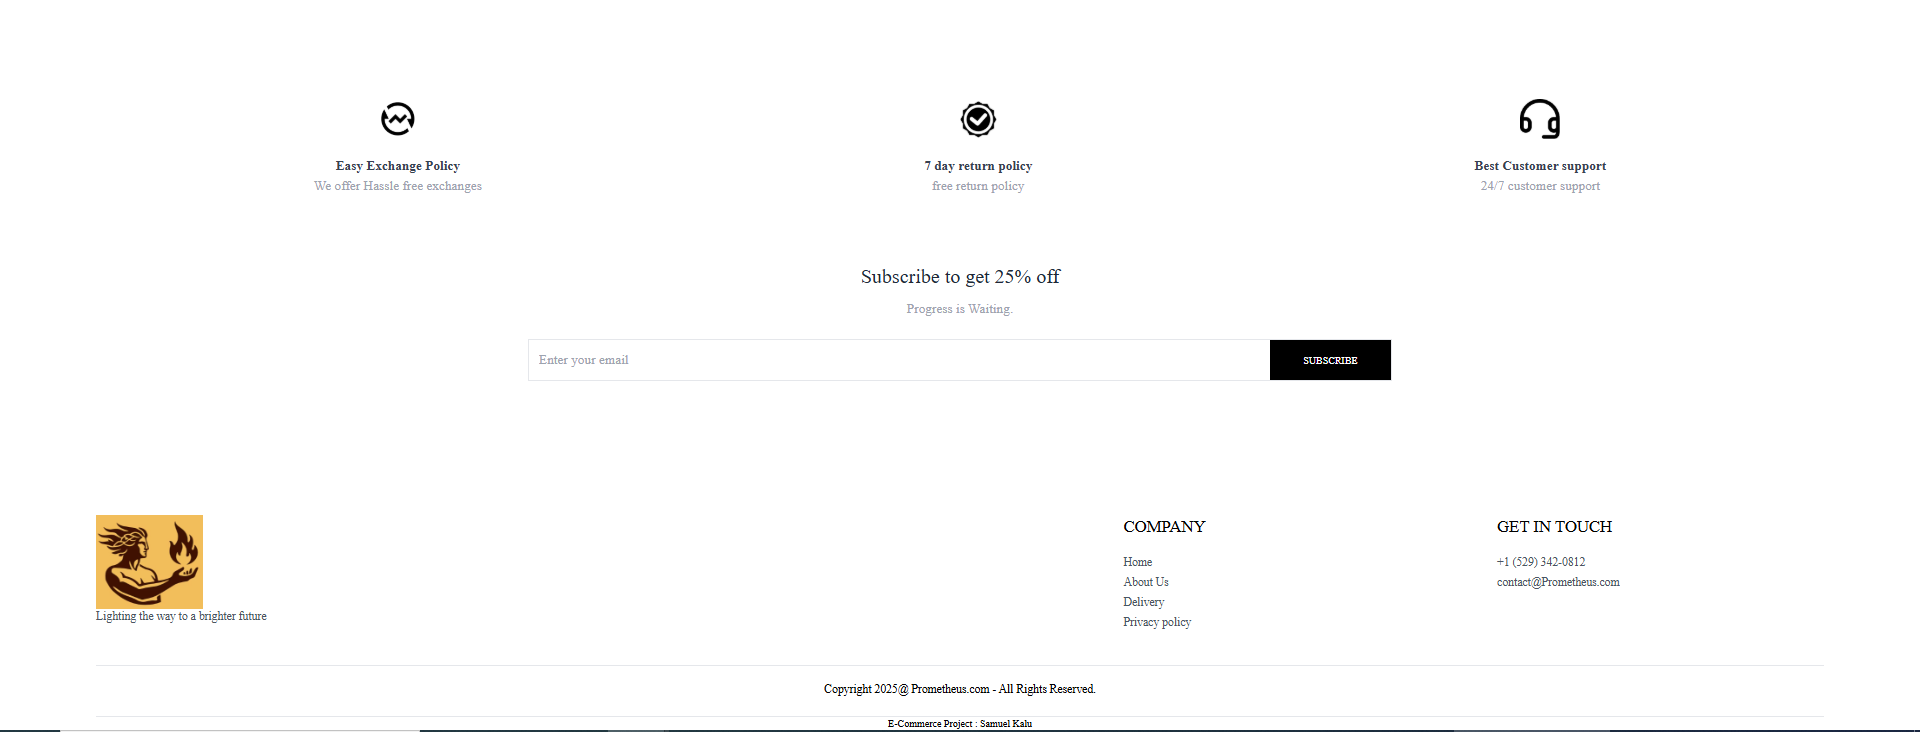 Easy Exchange Policy
We offer Hassle free exchanges
7 day return policy
free return policy
Best Customer support
24/7 customer support
Subscribe to get 25% off
Progress is Waiting.
Enter your email
SUBSCRIBE
Lighting the way to a brighter future
COMPANY
Home
About Us
Delivery
Privacy policy
GET IN TOUCH
+1 (529) 342-0812
contact@Prometheus.com
Copyright 2025@ Prometheus.com - All Rights Reserved.
E-Commerce Project : Samuel Kalu